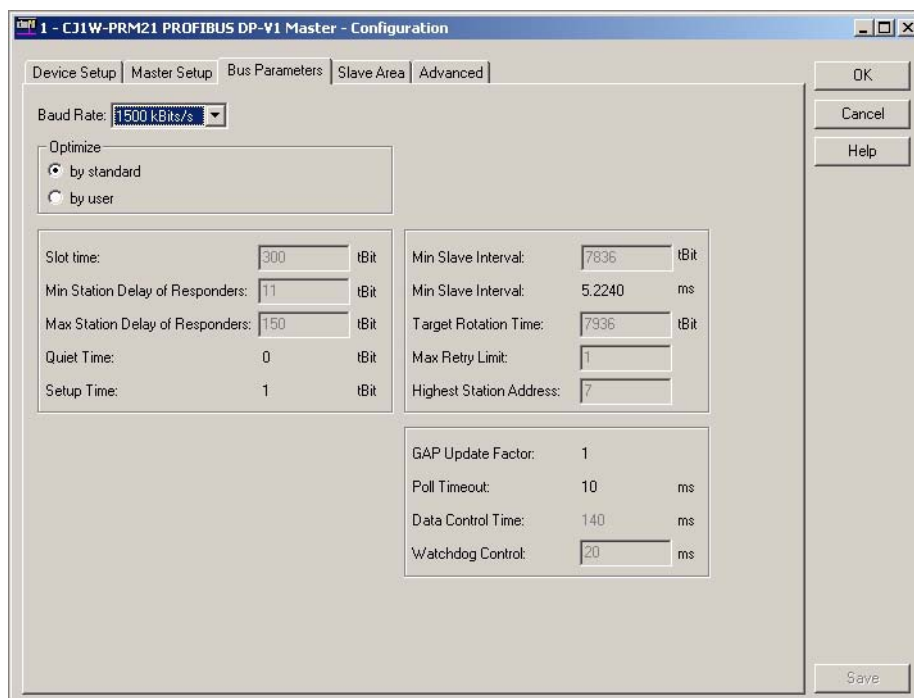 1 - CJ1W-PRM21 PROFIBUS DP-V1 Master - Configuration
Device Setup Master Setup Bus Parameters Slave Area Advanced
OK
Cancel
Help
Baud Rate: 1500 kBits/s
Optimize
by standard
by user
Slot time: 300 tBit
Min Station Delay of Responders: 11 tBit
Max Station Delay of Responders: 150 tBit
Quiet Time: 0 tBit
Setup Time: 1 tBit
Min Slave Interval: 7836 tBit
Min Slave Interval: 5.2240 ms
Target Rotation Time: 7936 tBit
Max Retry Limit: 1
Highest Station Address: 7
GAP Update Factor: 1
Poll Timeout: 10 ms
Data Control Time: 140 ms
Watchdog Control: 20 ms
Save